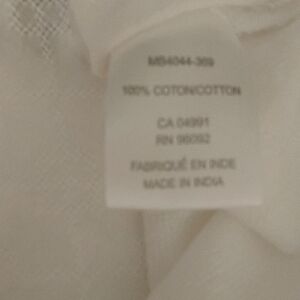 MB4044-369
100% COTON/COTTON
CA 04991
RN 96092
FABRIQUÉ EN INDE
MADE IN INDIA